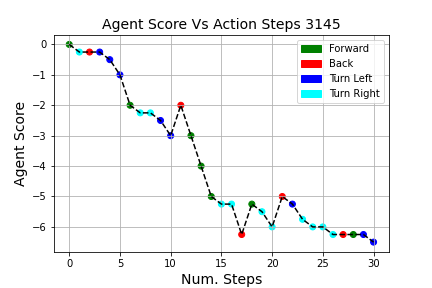 Agent Score Vs Action Steps 3145
Forward
Back
Turn Left
Turn Right
0
−1
−2
−3
−4
−5
−6
Agent Score
0 5 10 15 20 25 30
Num. Steps